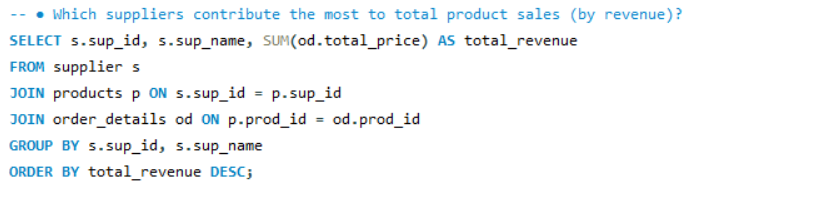 -- • Which suppliers contribute the most to total product sales (by revenue)?
SELECT s.sup_id, s.sup_name, SUM(od.total_price) AS total_revenue
FROM supplier s
JOIN products p ON s.sup_id = p.sup_id
JOIN order_details od ON p.prod_id = od.prod_id
GROUP BY s.sup_id, s.sup_name
ORDER BY total_revenue DESC;